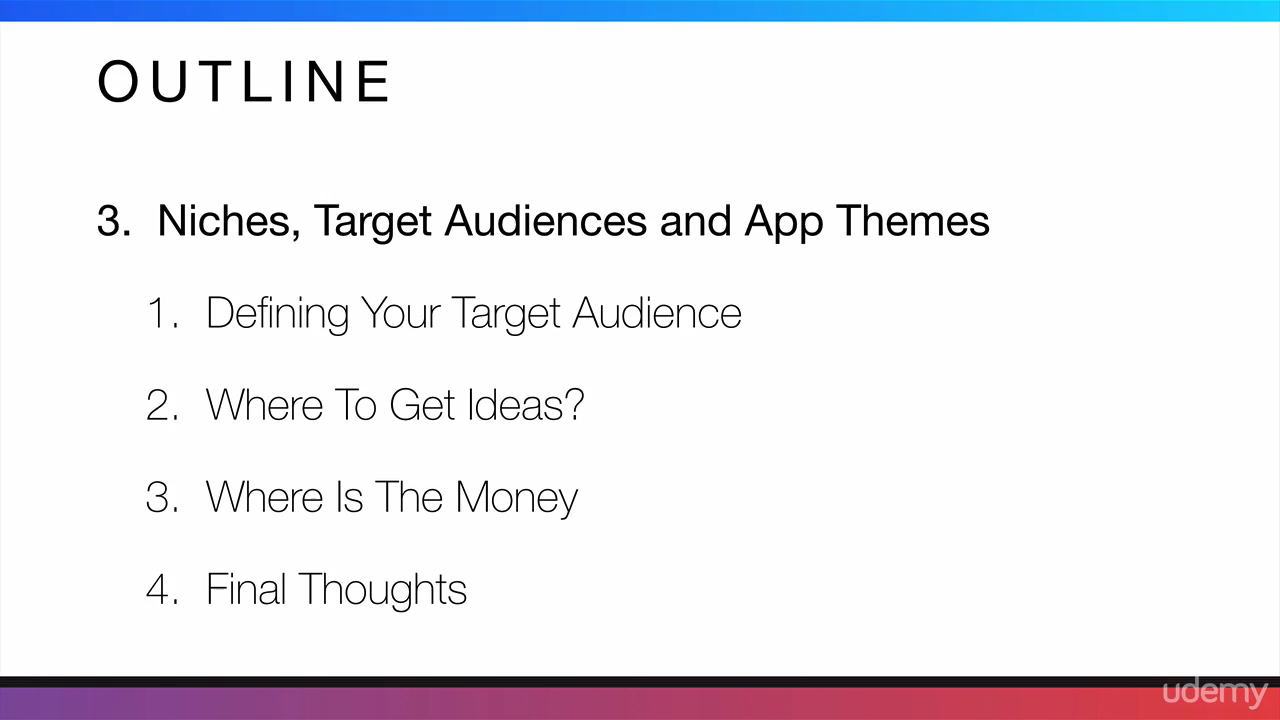 OUTLINE
3. Niches, Target Audiences and App Themes
1. Defining Your Target Audience
2. Where To Get Ideas?
3. Where Is The Money
4. Final Thoughts
udemy